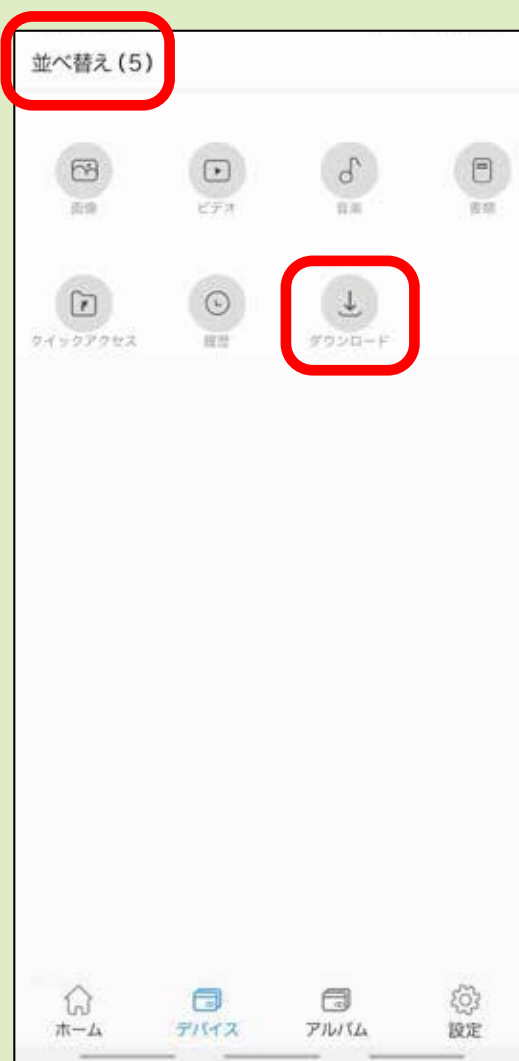 並べ替え(5)
画像 ビデオ 音楽 書類
クイックアクセス 履歴 ダウンロード
ホーム デバイス アルバム 設定